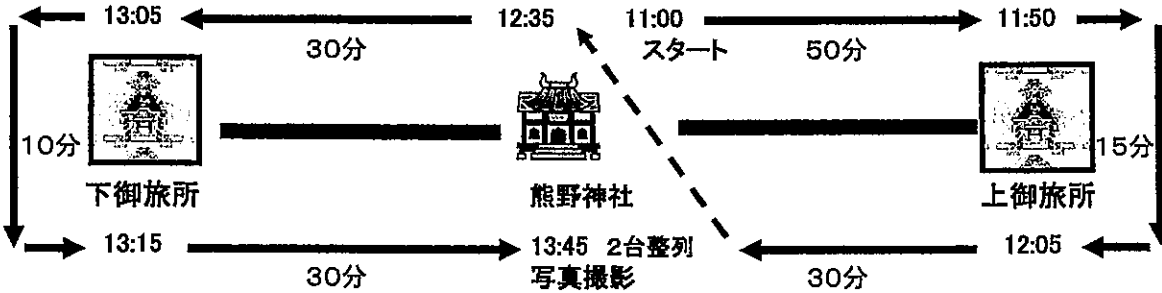 13:05
12:35
11:00
11:50
30分
スタート
50分
10分
15分
下御旅所
熊野神社
上御旅所
13:15
13:45 2台整列
12:05
30分
写真撮影
30分